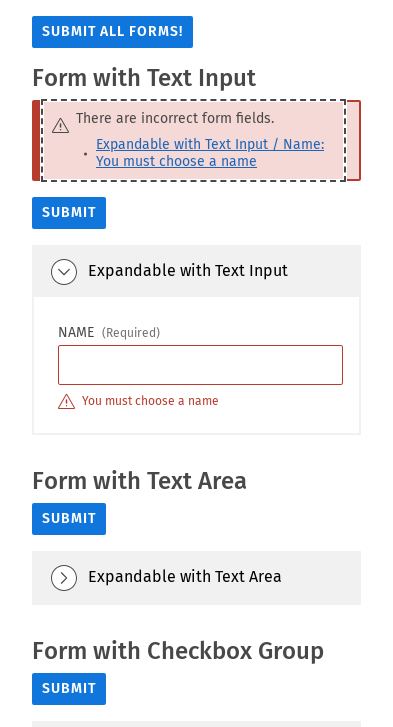 SUBMIT ALL FORMS!
Form with Text Input
There are incorrect form fields.
Expandable with Text Input / Name:
You must choose a name
SUBMIT
Expandable with Text Input
NAME (Required)
You must choose a name
Form with Text Area
SUBMIT
Expandable with Text Area
Form with Checkbox Group
SUBMIT